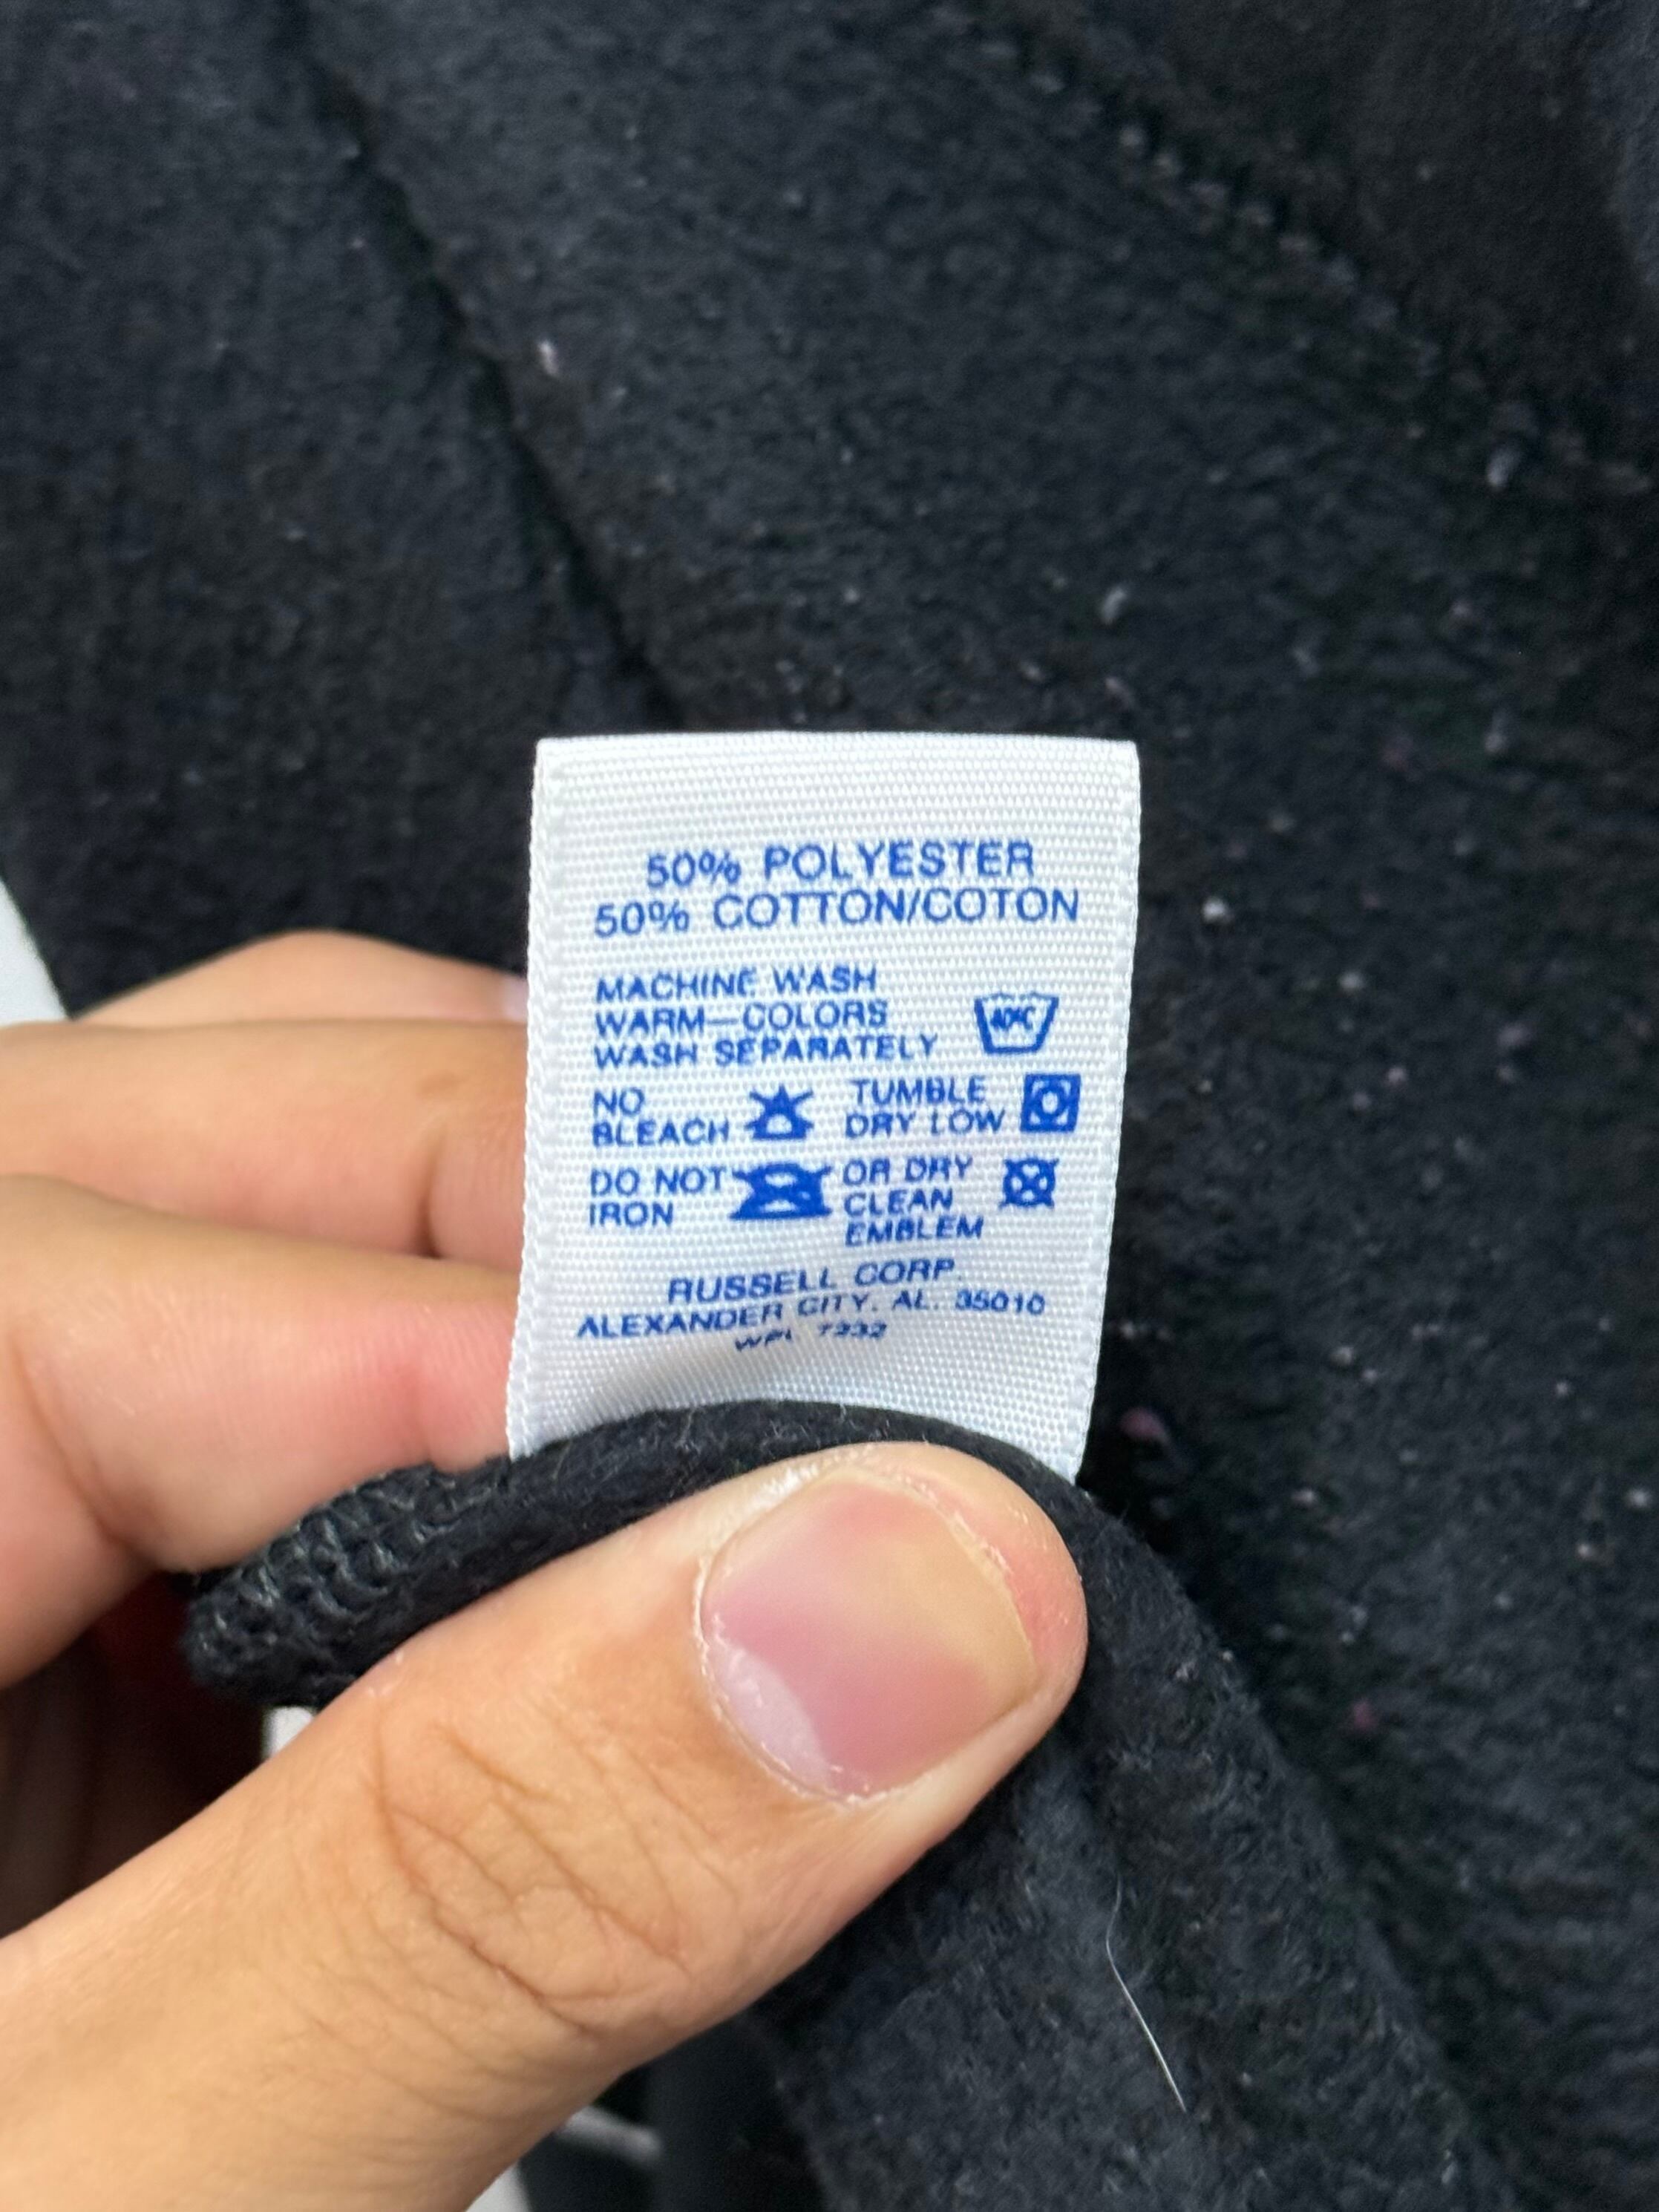 50% POLYESTER
50% COTTON/COTON
MACHINE WASH
WARM—COLORS
WASH SEPARATELY
40°C
NO
BLEACH
TUMBLE
DRY LOW
DO NOT
IRON
OR DRY
CLEAN
EMBLEM
RUSSELL CORP.
ALEXANDER CITY, AL. 35010
WPL 7232